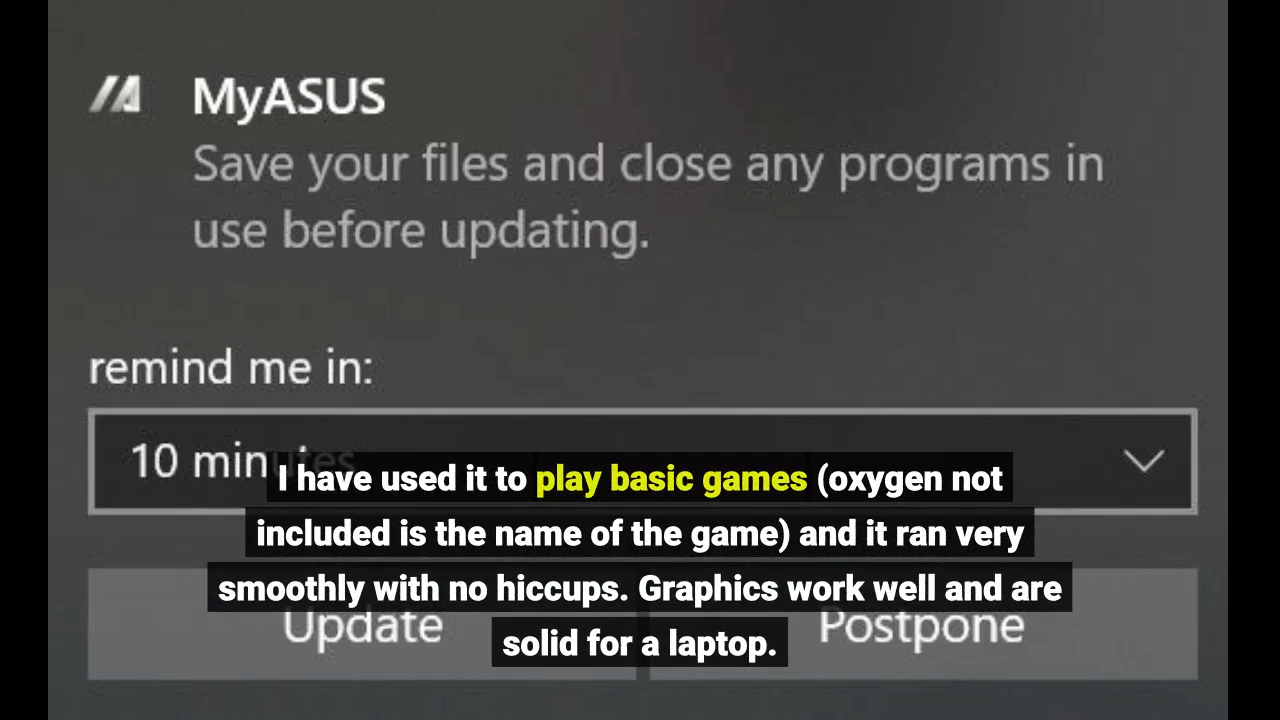 MyASUS
Save your files and close any programs in
use before updating.
remind me in:
10 minutes
I have used it to play basic games (oxygen not
included is the name of the game) and it ran very
smoothly with no hiccups. Graphics work well and are
solid for a laptop.
Update
Postpone